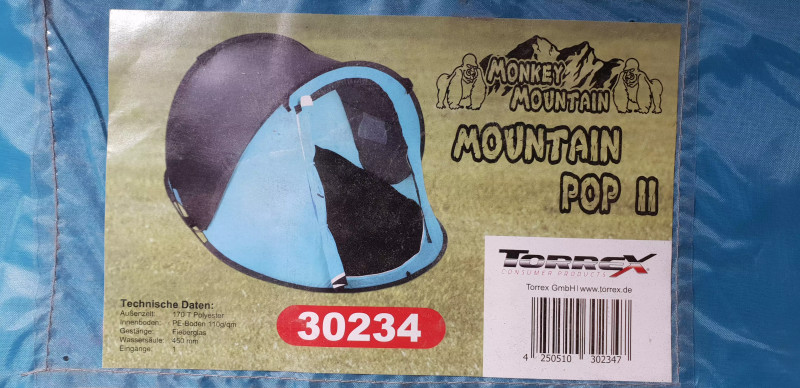 MONKEY
MOUNTAIN
MOUNTAIN
POP II
TORREX
CONSUMER PRODUCTS
Torrex GmbH | www.torrex.de
Technische Daten:
Außenzelt: 170 T Polyester
Innenboden: PE-Boden 110g/qm
Gestänge: Fieberglas
Wassersäule: 450 mm
Eingänge: 1
30234
4 250510 302347